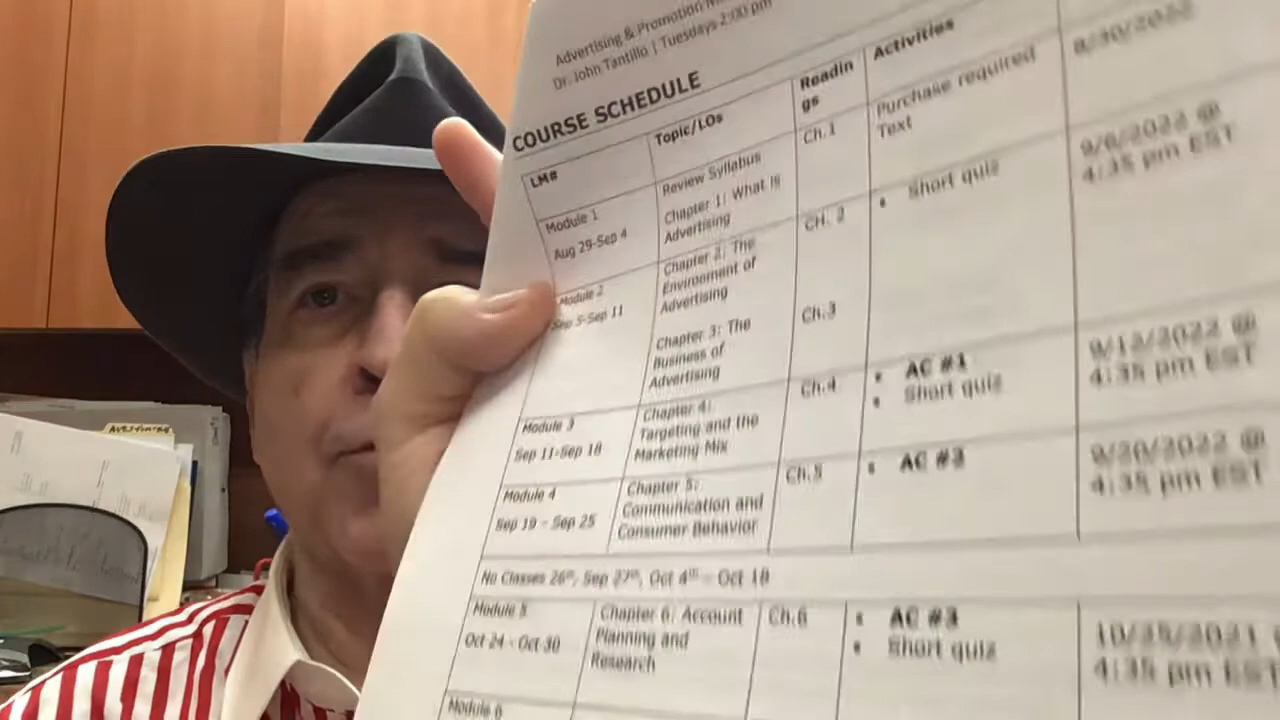 Advertising & Promotion
Dr. John Tantillo | Tuesdays 2:00 pm
COURSE SCHEDULE
LM#
Topic/LOs
Readin
gs
Activities
Module 1
Aug 29-Sep 4
Review Syllabus
Chapter 1: What is
Advertising
Ch.1
Purchase required
Text
8/30/2022
Module 2
Sep 5-Sep 11
Chapter 2: The
Environment of
Advertising
Chapter 3: The
Business of
Advertising
CH. 2
Ch.3
• Short quiz
9/6/2022 @
4:35 pm EST
Module 3
Sep 11-Sep 18
Chapter 4:
Targeting and the
Marketing Mix
Ch.4
• AC #1
• Short quiz
9/12/2022 @
4:35 pm EST
Module 4
Sep 19 - Sep 25
Chapter 5:
Communication and
Consumer Behavior
Ch.5
• AC #2
9/20/2022 @
4:35 pm EST
No Classes 26th, Sep 27th, Oct 4th - Oct 18
Module 5
Oct-24 - Oct-30
Chapter 6: Account
Planning and
Research
Ch.6
• AC #3
• Short quiz
10/25/2021
4:35 pm EST
Module 6